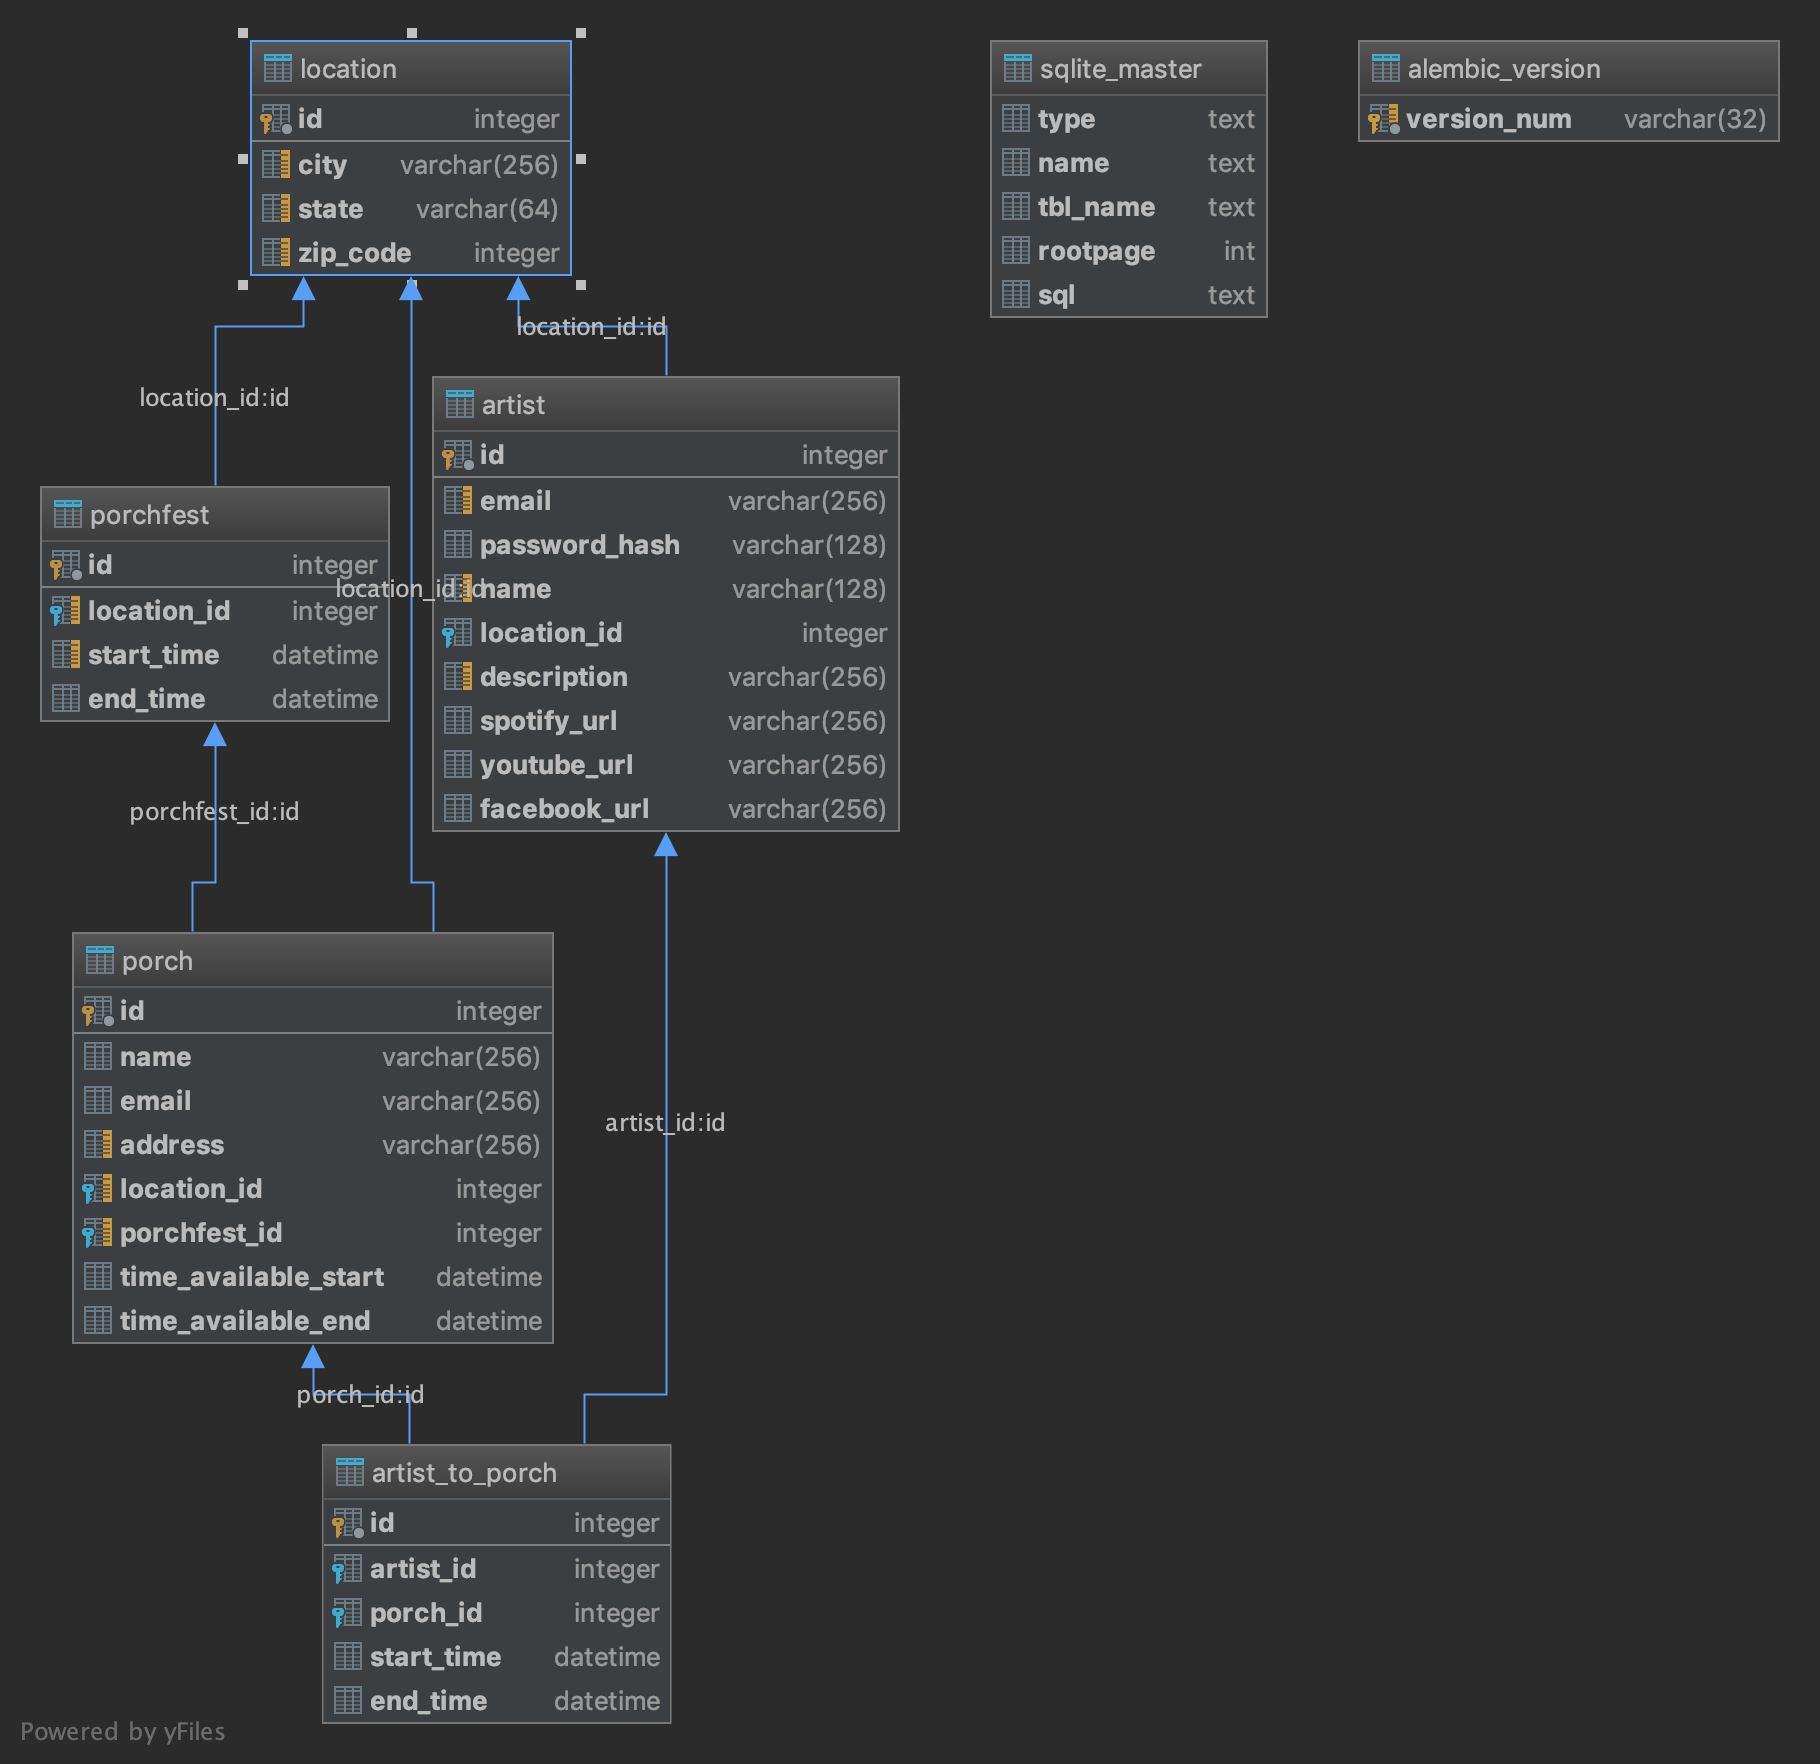 location
id integer
city varchar(256)
state varchar(64)
zip_code integer
sqlite_master
type text
name text
tbl_name text
rootpage int
sql text
alembic_version
version_num varchar(32)
location_id:id
location_id:id
location_id:id
artist
id integer
email varchar(256)
password_hash varchar(128)
name varchar(128)
location_id integer
description varchar(256)
spotify_url varchar(256)
youtube_url varchar(256)
facebook_url varchar(256)
porchfest
id integer
location_id integer
start_time datetime
end_time datetime
porchfest_id:id
porch
id integer
name varchar(256)
email varchar(256)
address varchar(256)
location_id integer
porchfest_id integer
time_available_start datetime
time_available_end datetime
artist_id:id
porch_id:id
artist_to_porch
id integer
artist_id integer
porch_id integer
start_time datetime
end_time datetime
Powered by yFiles